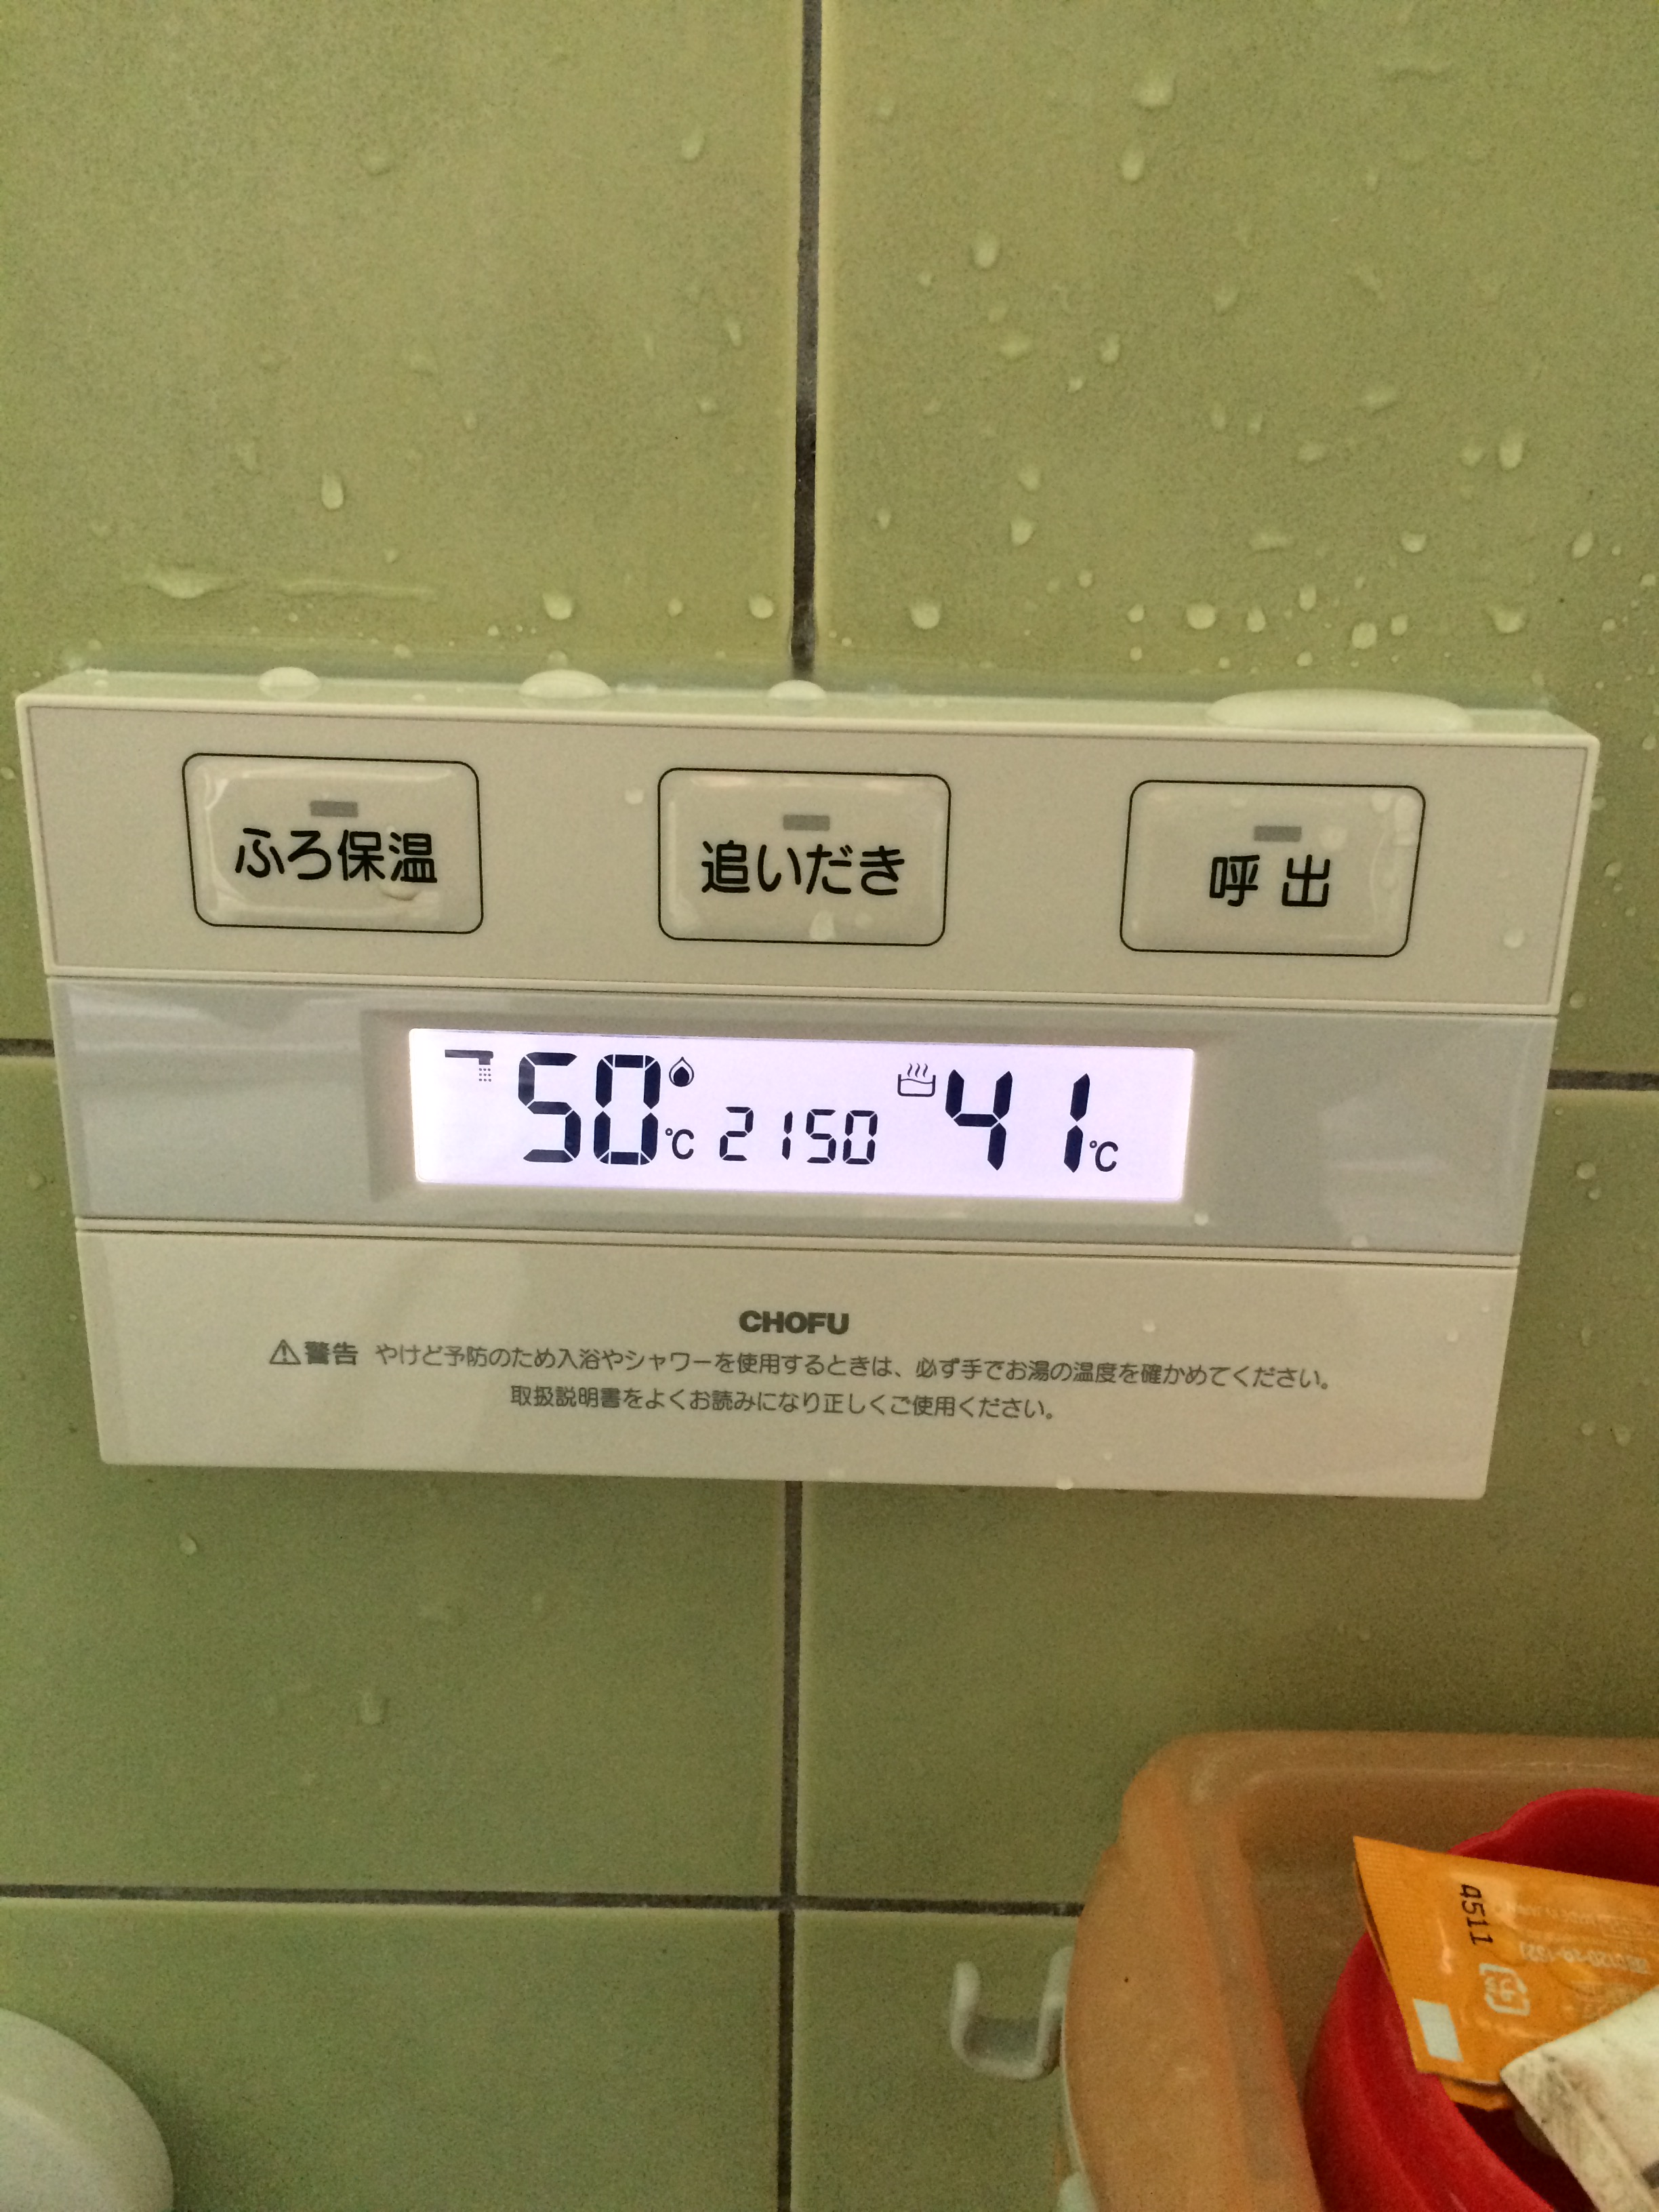 ふろ保温
追いだき
呼出
50℃ 2150 41℃
CHOFU
⚠警告 やけど予防のため入浴やシャワーを使用するときは、必ず手でお湯の温度を確かめてください。
取扱説明書をよくお読みになり正しくご使用ください。
4511